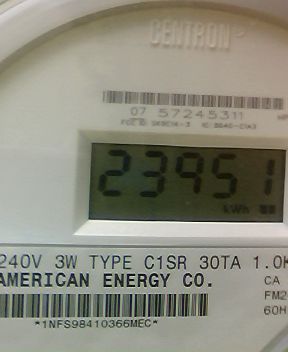 CENTRON
07 57245311
23951
kWh
240V 3W TYPE C1SR 30TA 1.0K
AMERICAN ENERGY CO.
CA
FM2
60H
*1NFS98410366MEC*